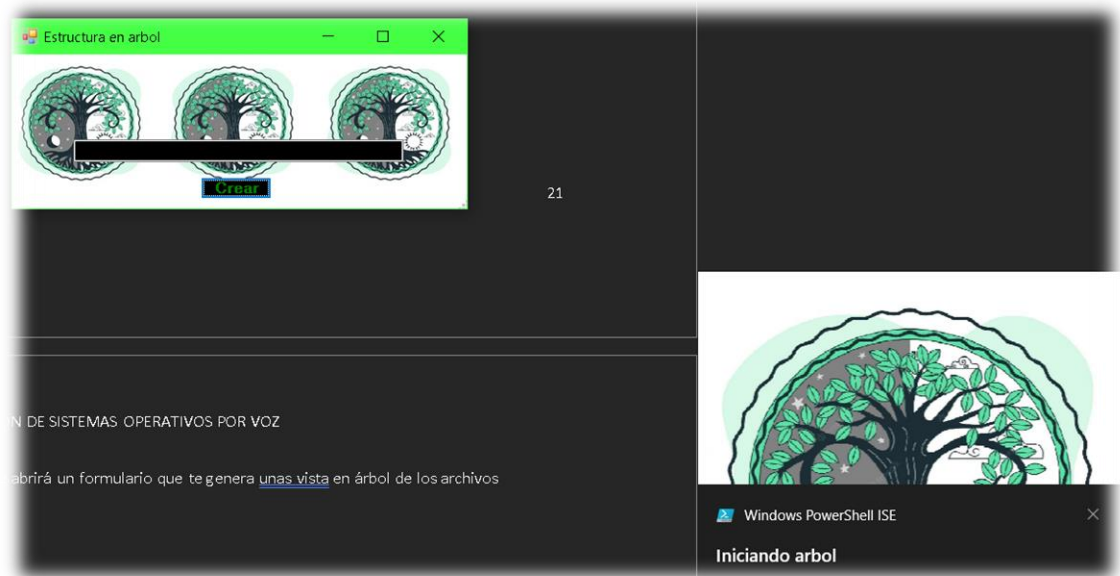 Estructura en arbol
Crear
21
N DE SISTEMAS OPERATIVOS POR VOZ
abrirá un formulario que te genera unas vista en árbol de los archivos
Windows PowerShell ISE
Iniciando arbol